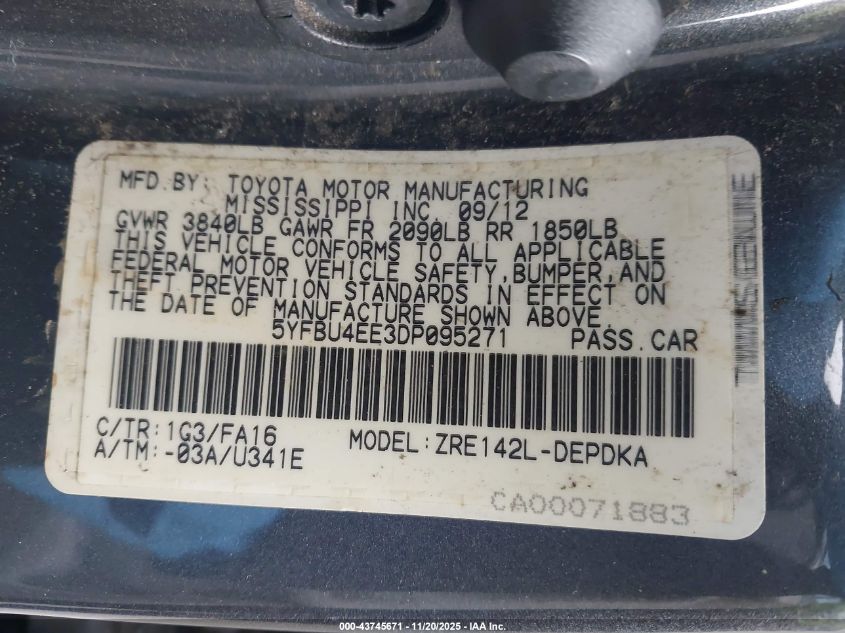 MFD.BY: TOYOTA MOTOR MANUFACTURING
MISSISSIPPI INC. 09/12
GVWR 3840LB GAWR FR 2090LB RR 1850LB
THIS VEHICLE CONFORMS TO ALL APPLICABLE
FEDERAL MOTOR VEHICLE SAFETY,BUMPER,AND
THEFT PREVENTION STANDARDS IN EFFECT ON
THE DATE OF MANUFACTURE SHOWN ABOVE.
5YFBU4EE3DP095271 PASS.CAR
C/TR:1G3/FA16 MODEL:ZRE142L-DEPDKA
A/TM:-03A/U341E
CA00071883
000-43745671 - 11/20/2025 - IAA Inc.